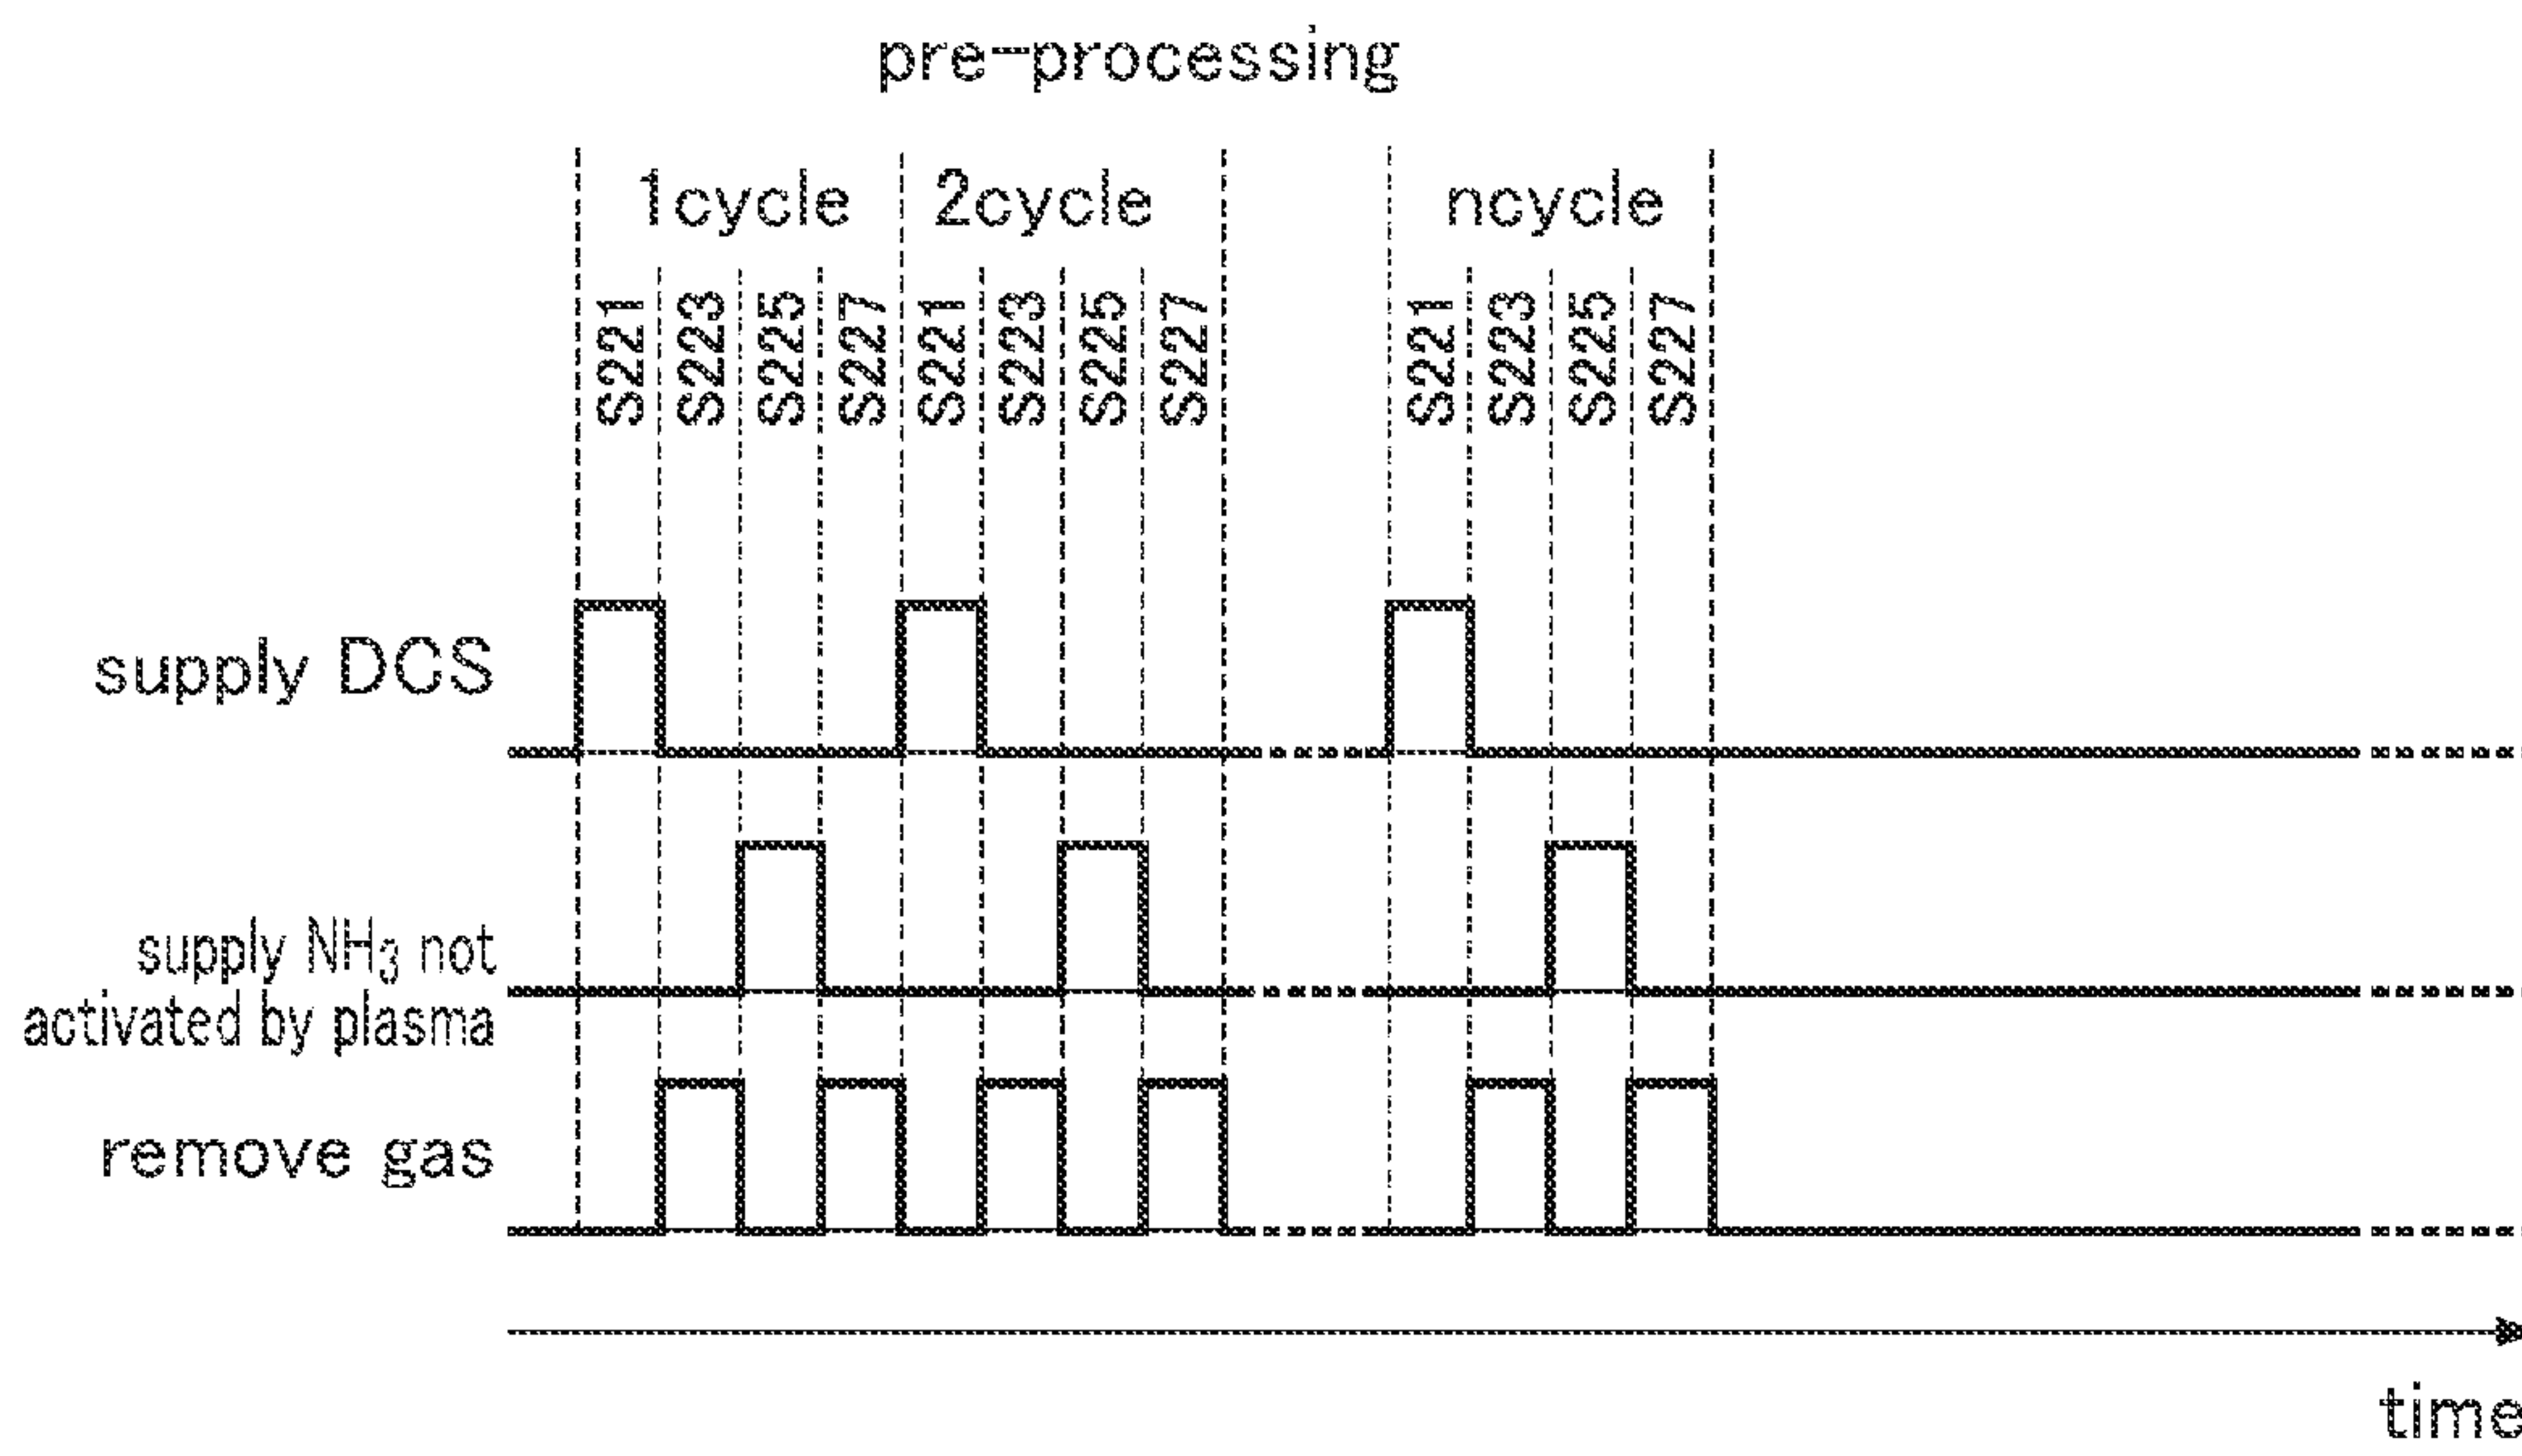 pre-processing
1cycle 2cycle ncycle
S221 S223 S225 S227 S221 S223 S225 S227 S221 S223 S225 S227
supply DCS
supply NH₃ not
activated by plasma
remove gas
time